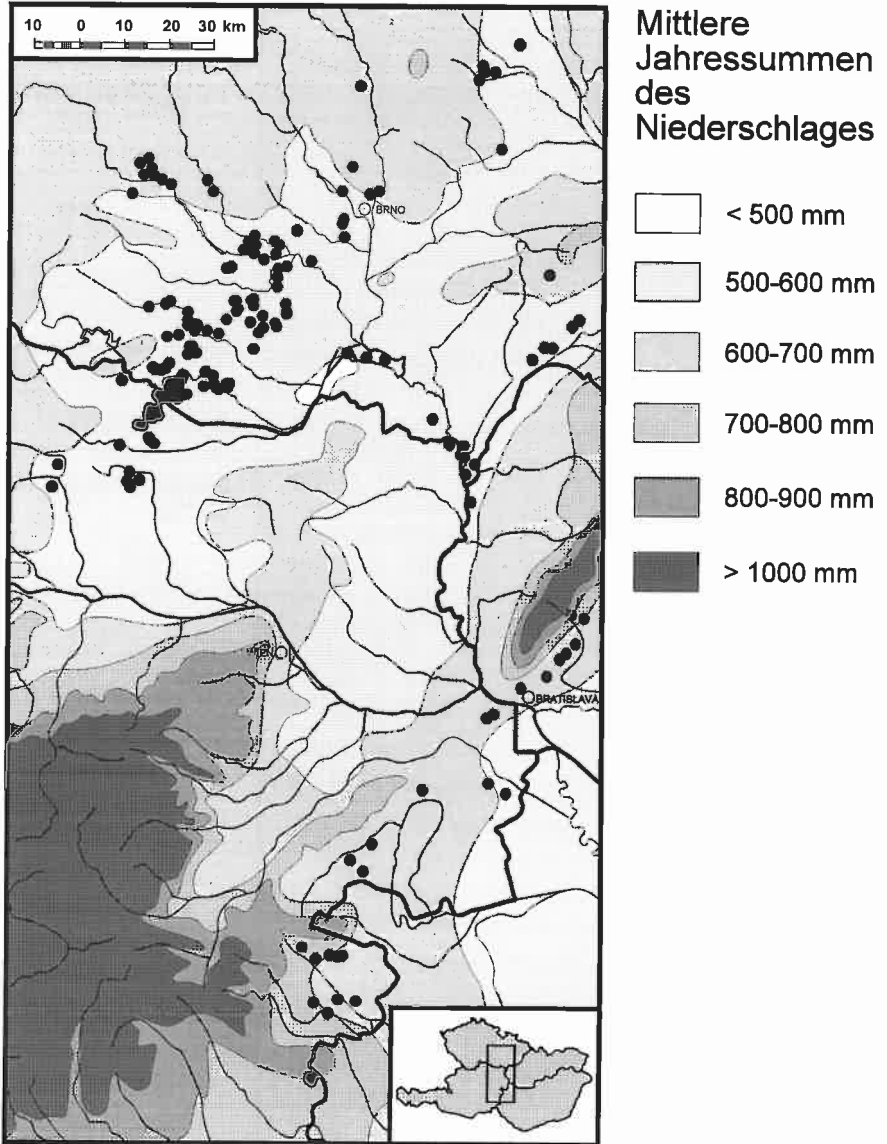 10 0 10 20 30 km
Mittlere
Jahressummen
des
Niederschlages
BRNO
< 500 mm
500-600 mm
600-700 mm
700-800 mm
800-900 mm
> 1000 mm
BRATISLAVA